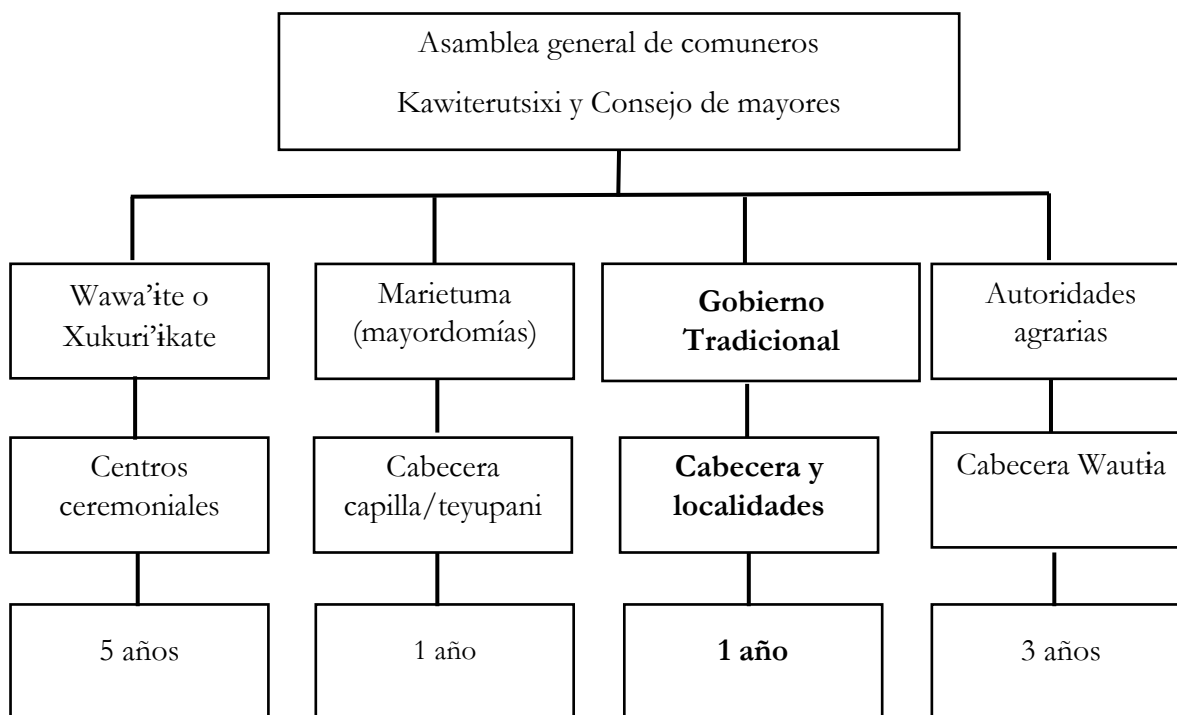 Asamblea general de comuneros
Kawiterutsixi y Consejo de mayores
Wawa’ɨte o
Xukuri’ɨkate
Marietuma
(mayordomías)
Gobierno
Tradicional
Autoridades
agrarias
Centros
ceremoniales
Cabecera
capilla/teyupani
Cabecera y
localidades
Cabecera Wautɨa
5 años
1 año
1 año
3 años